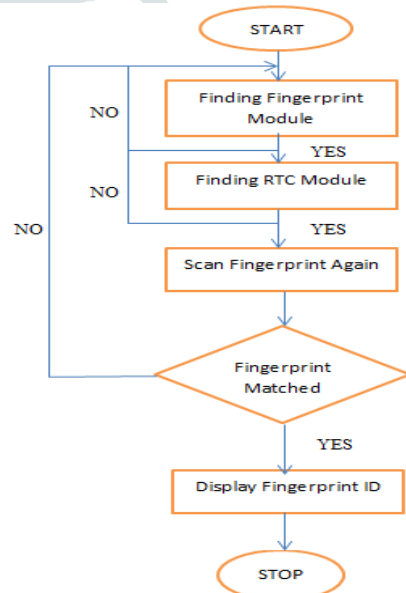 START
Finding Fingerprint
Module
NO
YES
Finding RTC Module
NO
YES
NO
Scan Fingerprint Again
Fingerprint
Matched
YES
Display Fingerprint ID
STOP